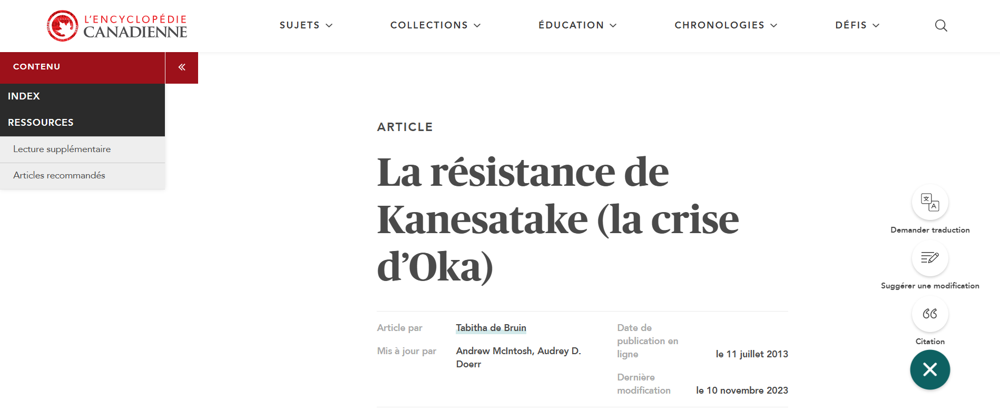 L'ENCYCLOPÉDIE
CANADIENNE
SUJETS
COLLECTIONS
ÉDUCATION
CHRONOLOGIES
DÉFIS
CONTENU
INDEX
RESSOURCES
Lecture supplémentaire
Articles recommandés
ARTICLE
La résistance de
Kanesatake (la crise
d’Oka)
Article par
Tabitha de Bruin
Mis à jour par
Andrew McIntosh, Audrey D.
Doerr
Date de
publication en
ligne
le 11 juillet 2013
Dernière
modification
le 10 novembre 2023
文
A
Demander traduction
Suggérer une modification
Citation